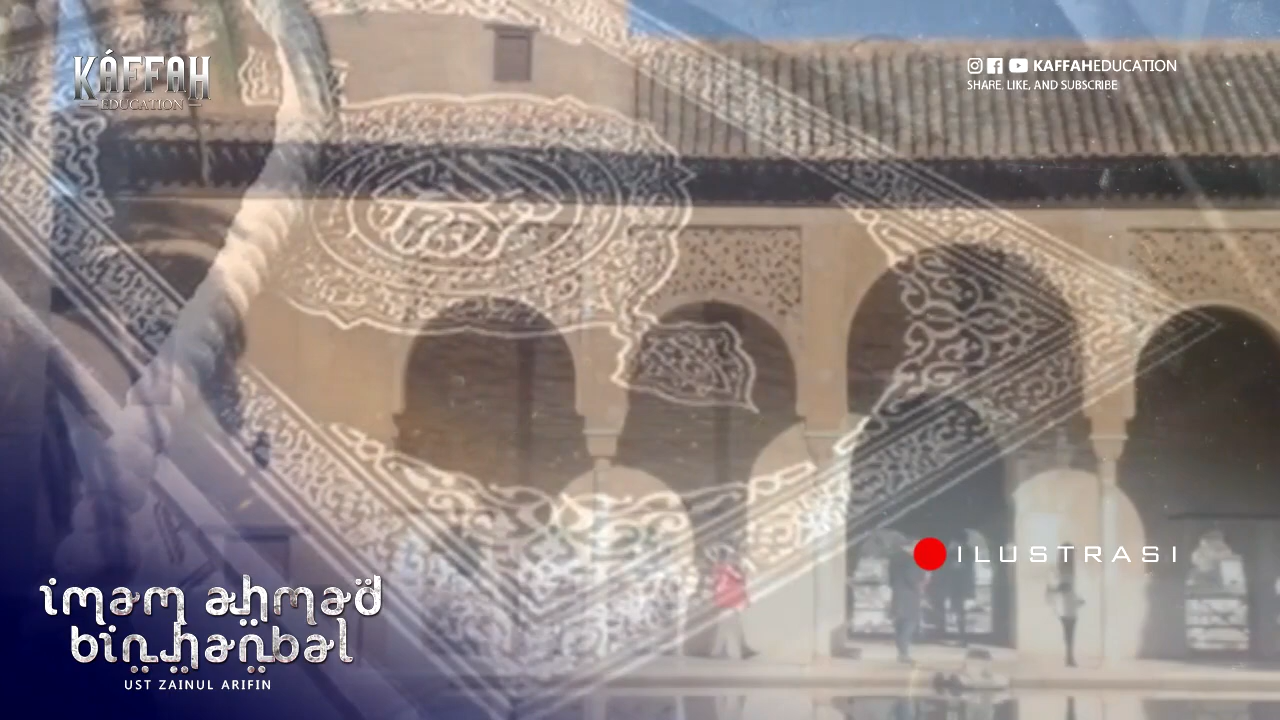 KÁFFAH
EDUCATION
KAFFAHEDUCATION
SHARE, LIKE, AND SUBSCRIBE
ILUSTRASI
imam ahmad
bin hanbal
UST ZAINUL ARIFIN